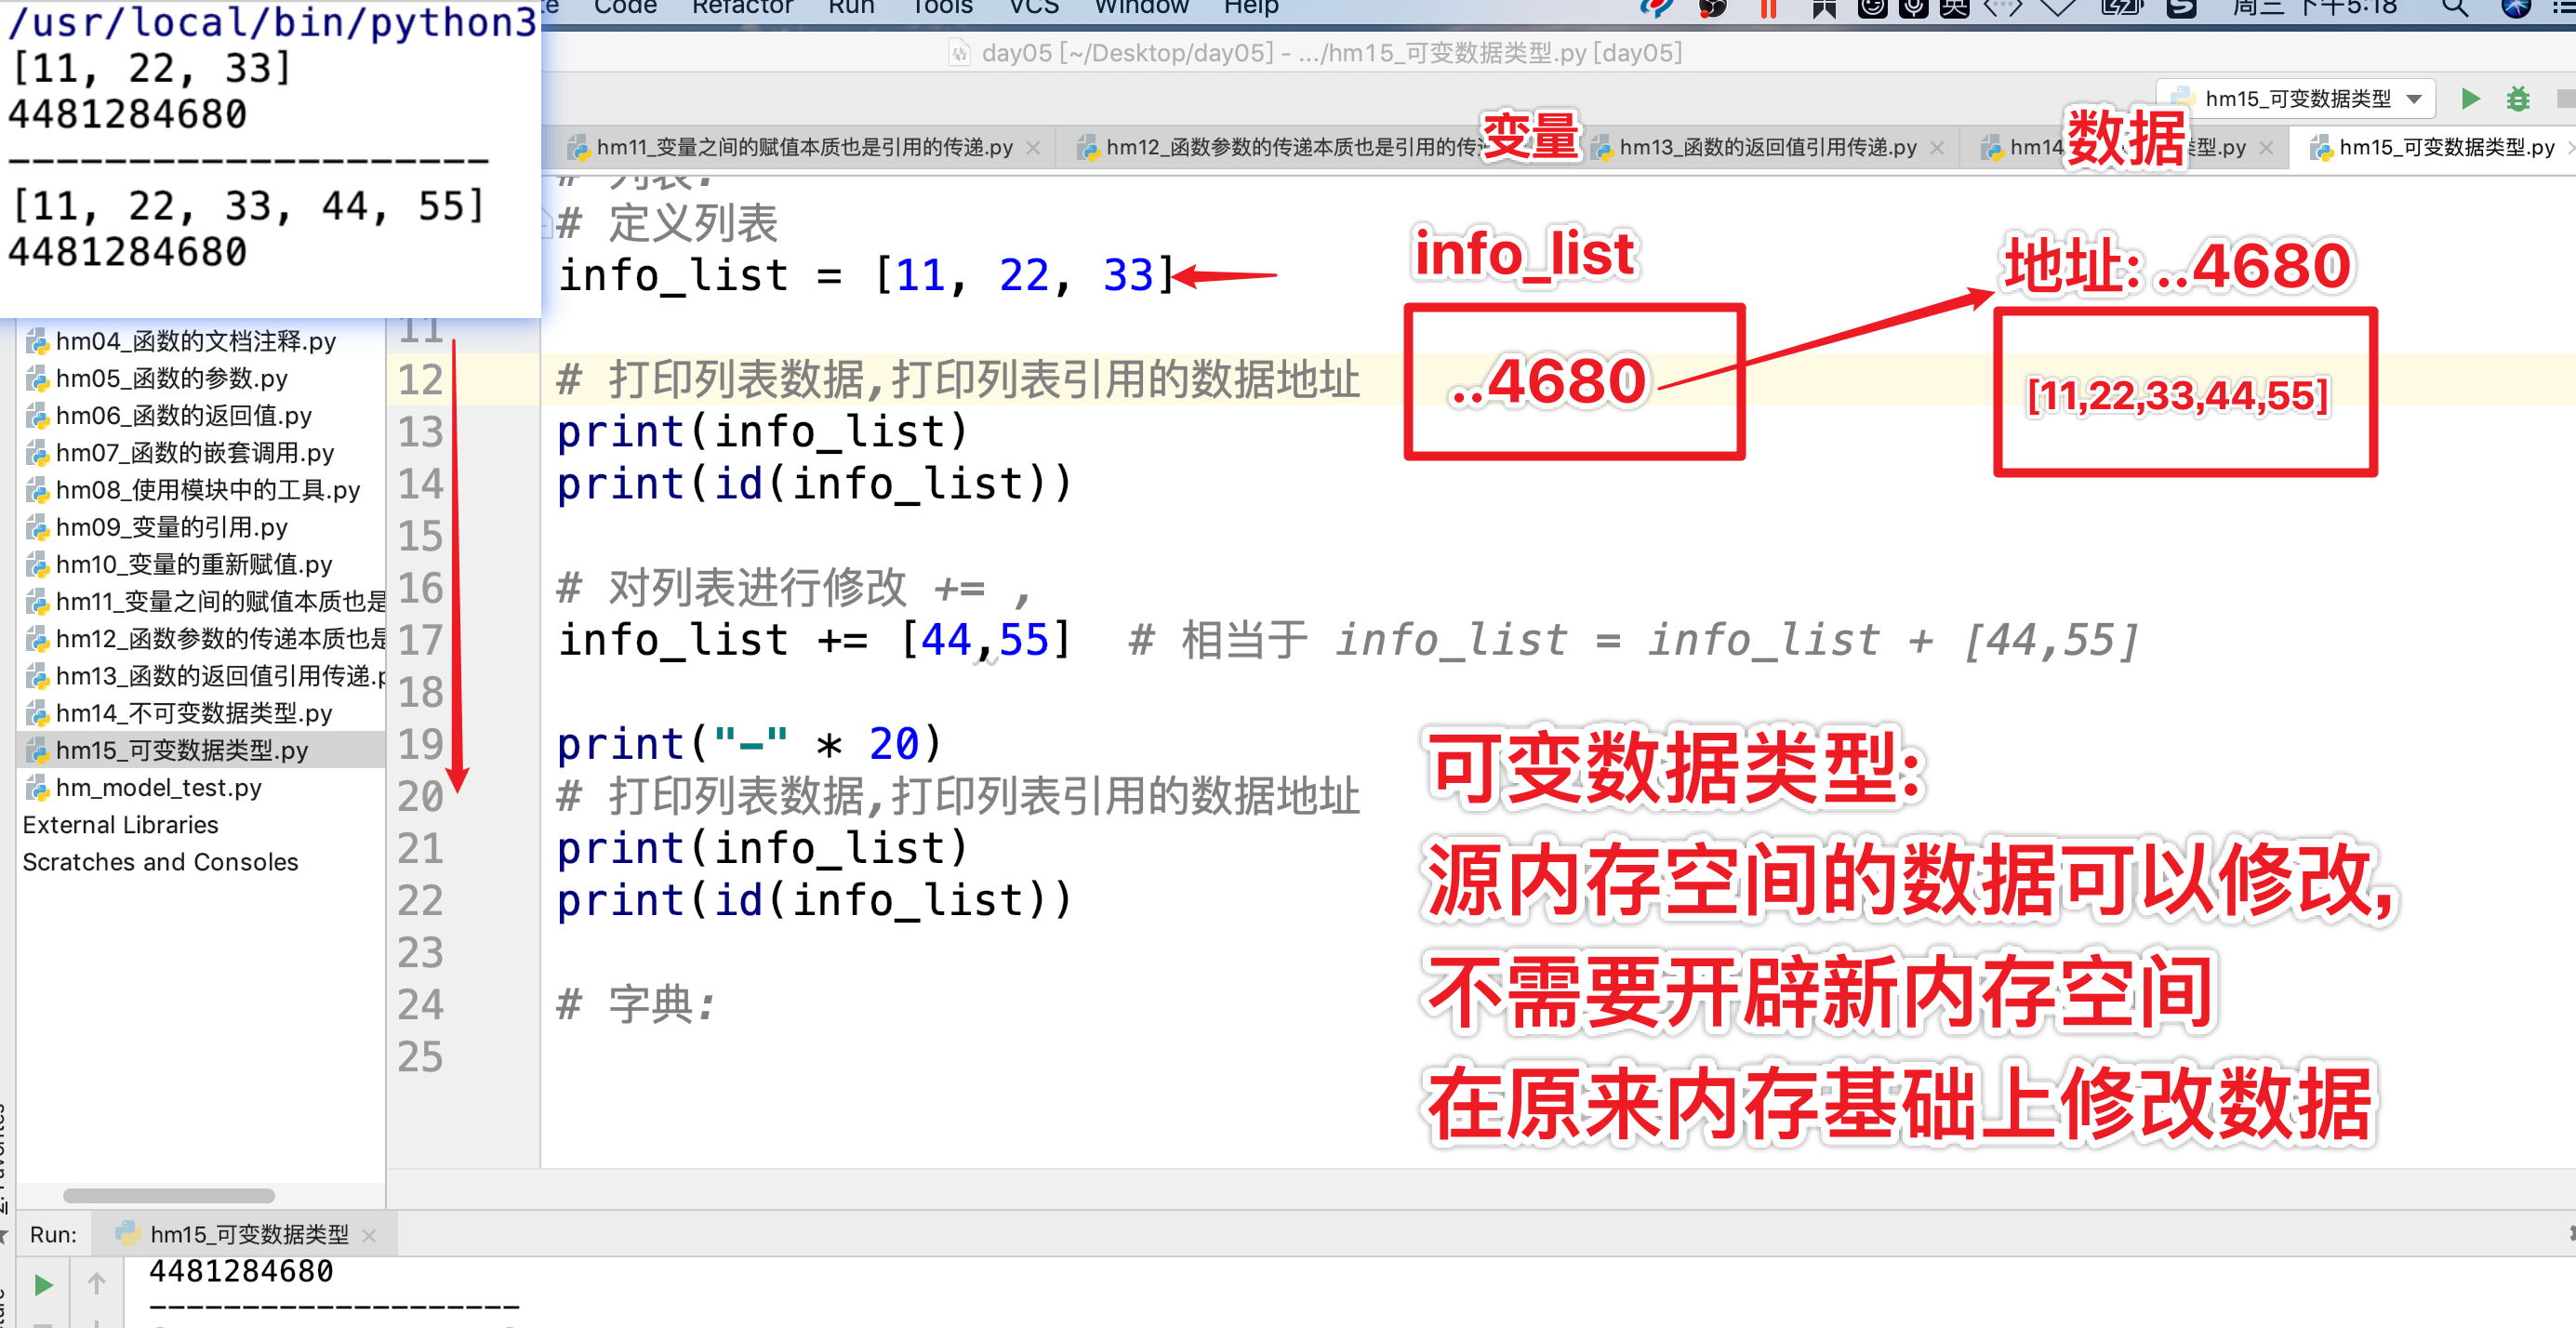 /usr/local/bin/python3
[11, 22, 33]
4481284680
--------------------
[11, 22, 33, 44, 55]
4481284680
Code Refactor Run Tools VCS Window Help
周三 下午5:18
day05 [~/Desktop/day05] - .../hm15_可变数据类型.py [day05]
hm15_可变数据类型
变量
数据
hm11_变量之间的赋值本质也是引用的传递.py
hm12_函数参数的传递本质也是引用的传
hm13_函数的返回值引用传递.py
hm14
类型.py
hm15_可变数据类型.py
# 列表:
# 定义列表
info_list = [11, 22, 33]
info_list
地址: ..4680
..4680
[11,22,33,44,55]
11
12 # 打印列表数据,打印列表引用的数据地址
13 print(info_list)
14 print(id(info_list))
15
16 # 对列表进行修改 += ,
17 info_list += [44,55] # 相当于 info_list = info_list + [44,55]
18
19 print("-" * 20)
20 # 打印列表数据,打印列表引用的数据地址
21 print(info_list)
22 print(id(info_list))
23
24 # 字典:
25
可变数据类型:
源内存空间的数据可以修改,
不需要开辟新内存空间
在原来内存基础上修改数据
hm04_函数的文档注释.py
hm05_函数的参数.py
hm06_函数的返回值.py
hm07_函数的嵌套调用.py
hm08_使用模块中的工具.py
hm09_变量的引用.py
hm10_变量的重新赋值.py
hm11_变量之间的赋值本质也是
hm12_函数参数的传递本质也是
hm13_函数的返回值引用传递.p
hm14_不可变数据类型.py
hm15_可变数据类型.py
hm_model_test.py
External Libraries
Scratches and Consoles
Run: hm15_可变数据类型
4481284680
--------------------